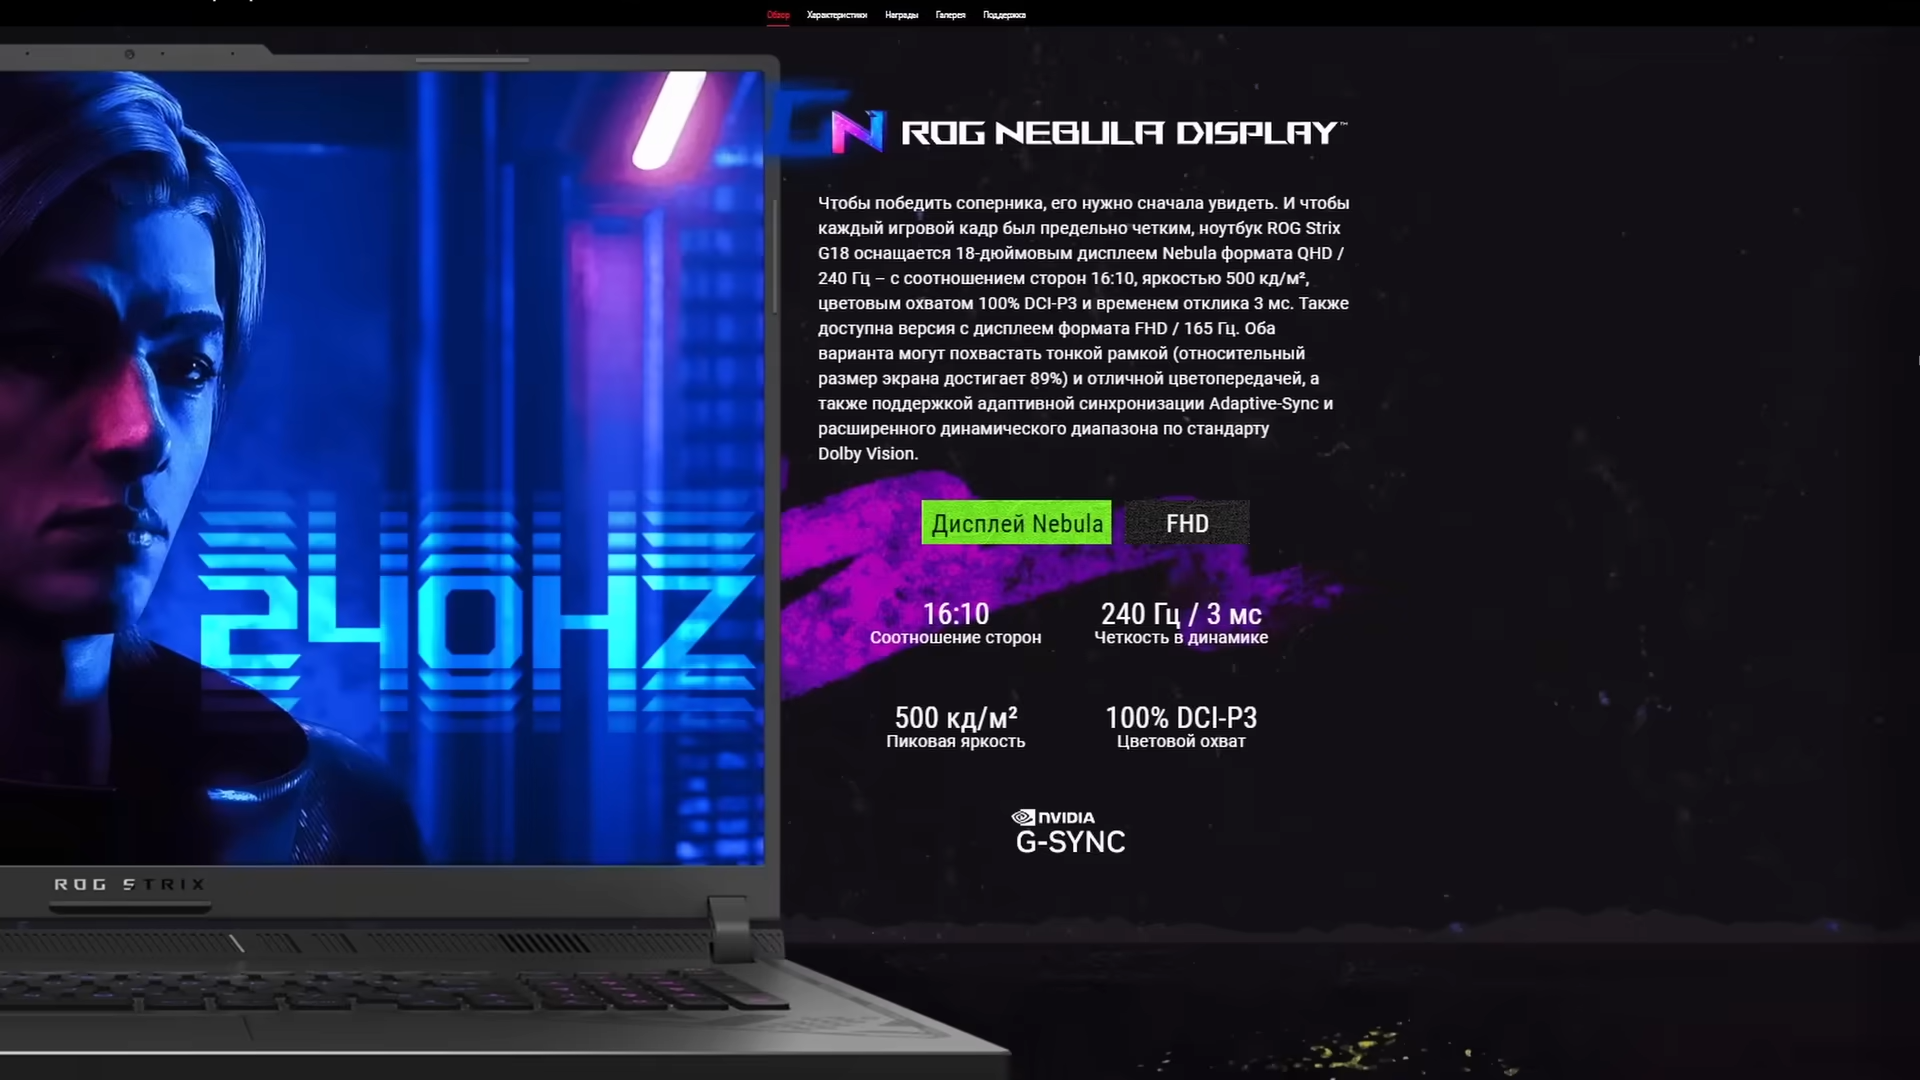 Обзор
Характеристики
Награды
Галерея
Поддержка
ROG NEBULA DISPLAY™
Чтобы победить соперника, его нужно сначала увидеть. И чтобы
каждый игровой кадр был предельно четким, ноутбук ROG Strix
G18 оснащается 18-дюймовым дисплеем Nebula формата QHD /
240 Гц – с соотношением сторон 16:10, яркостью 500 кд/м²,
цветовым охватом 100% DCI-P3 и временем отклика 3 мс. Также
доступна версия с дисплеем формата FHD / 165 Гц. Оба
варианта могут похвастать тонкой рамкой (относительный
размер экрана достигает 89%) и отличной цветопередачей, а
также поддержкой адаптивной синхронизации Adaptive-Sync и
расширенного динамического диапазона по стандарту
Dolby Vision.
Дисплей Nebula
FHD
240HZ
16:10
Соотношение сторон
240 Гц / 3 мс
Четкость в динамике
500 кд/м²
Пиковая яркость
100% DCI-P3
Цветовой охват
NVIDIA
G-SYNC
ROG STRIX